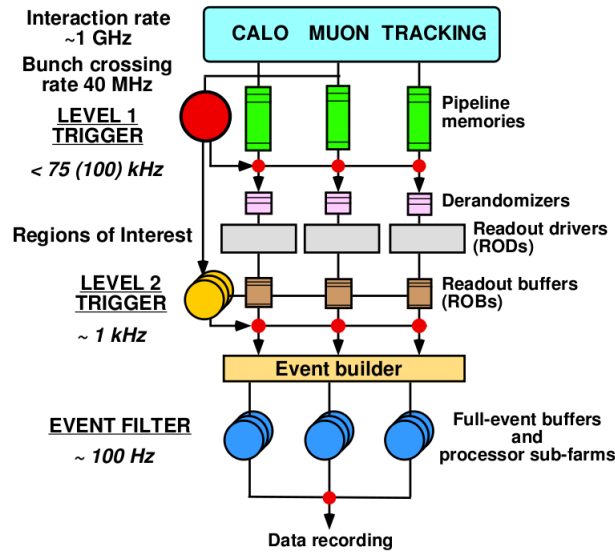 Interaction rate
~1 GHz
CALO MUON TRACKING
Bunch crossing
rate 40 MHz
LEVEL 1
TRIGGER
Pipeline
memories
< 75 (100) kHz
Derandomizers
Regions of Interest
Readout drivers
(RODs)
LEVEL 2
TRIGGER
Readout buffers
(ROBs)
~ 1 kHz
Event builder
EVENT FILTER
~ 100 Hz
Full-event buffers
and
processor sub-farms
Data recording